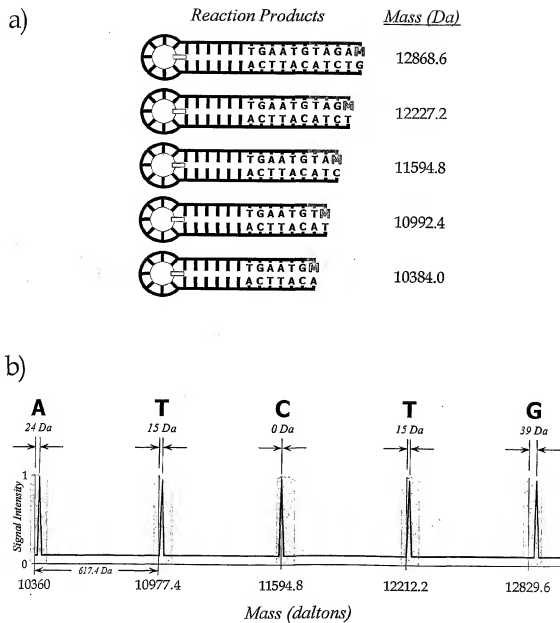 a)
Reaction Products Mass (Da)
TGAATGTAGAM
ACTTACATCTG
12868.6
TGAATGTAGM
ACTTACATCT
12227.2
TGAATGTAM
ACTTACATC
11594.8
TGAATGTM
ACTTACAT
10992.4
TGAATGM
ACTTACA
10384.0
b)
A T C T G
24 Da 15 Da 0 Da 15 Da 39 Da
Signal Intensity
1
0
617.4 Da
10360 10977.4 11594.8 12212.2 12829.6
Mass (daltons)